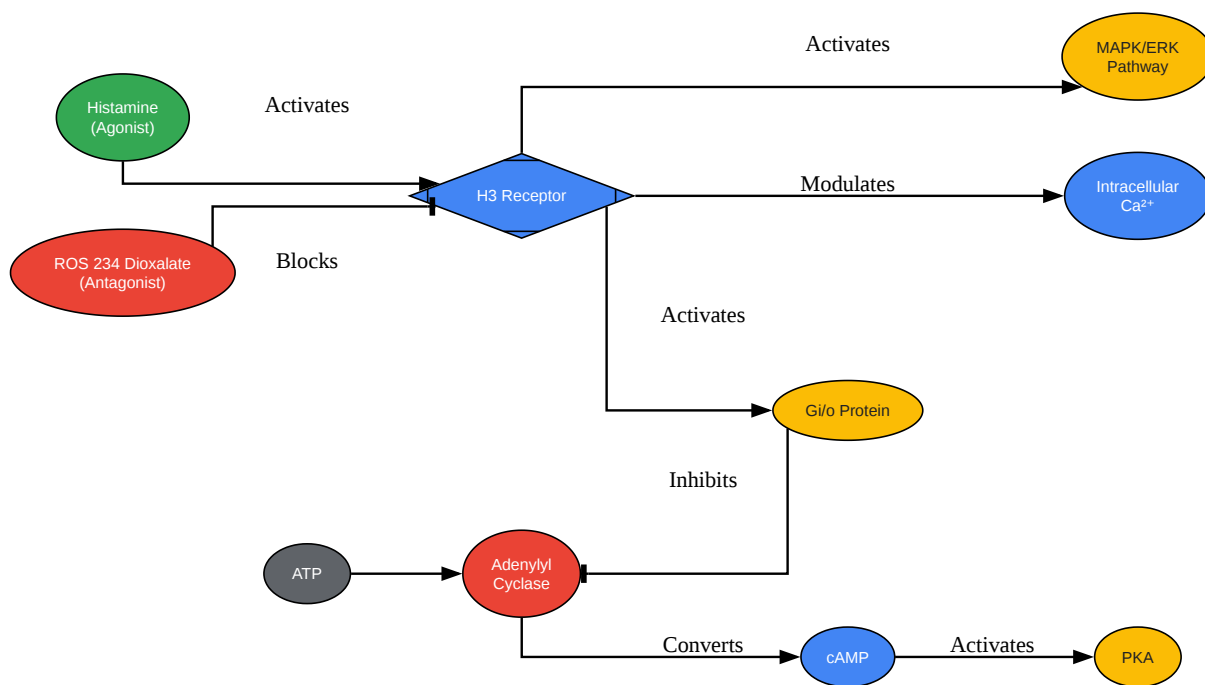 Activates
MAPK/ERK
Pathway
Histamine
(Agonist)
Activates
H3 Receptor
Modulates
Intracellular
Ca²⁺
ROS 234 Dioxalate
(Antagonist)
Blocks
Activates
Gi/o Protein
Inhibits
ATP
Adenylyl
Cyclase
Converts
cAMP
Activates
PKA